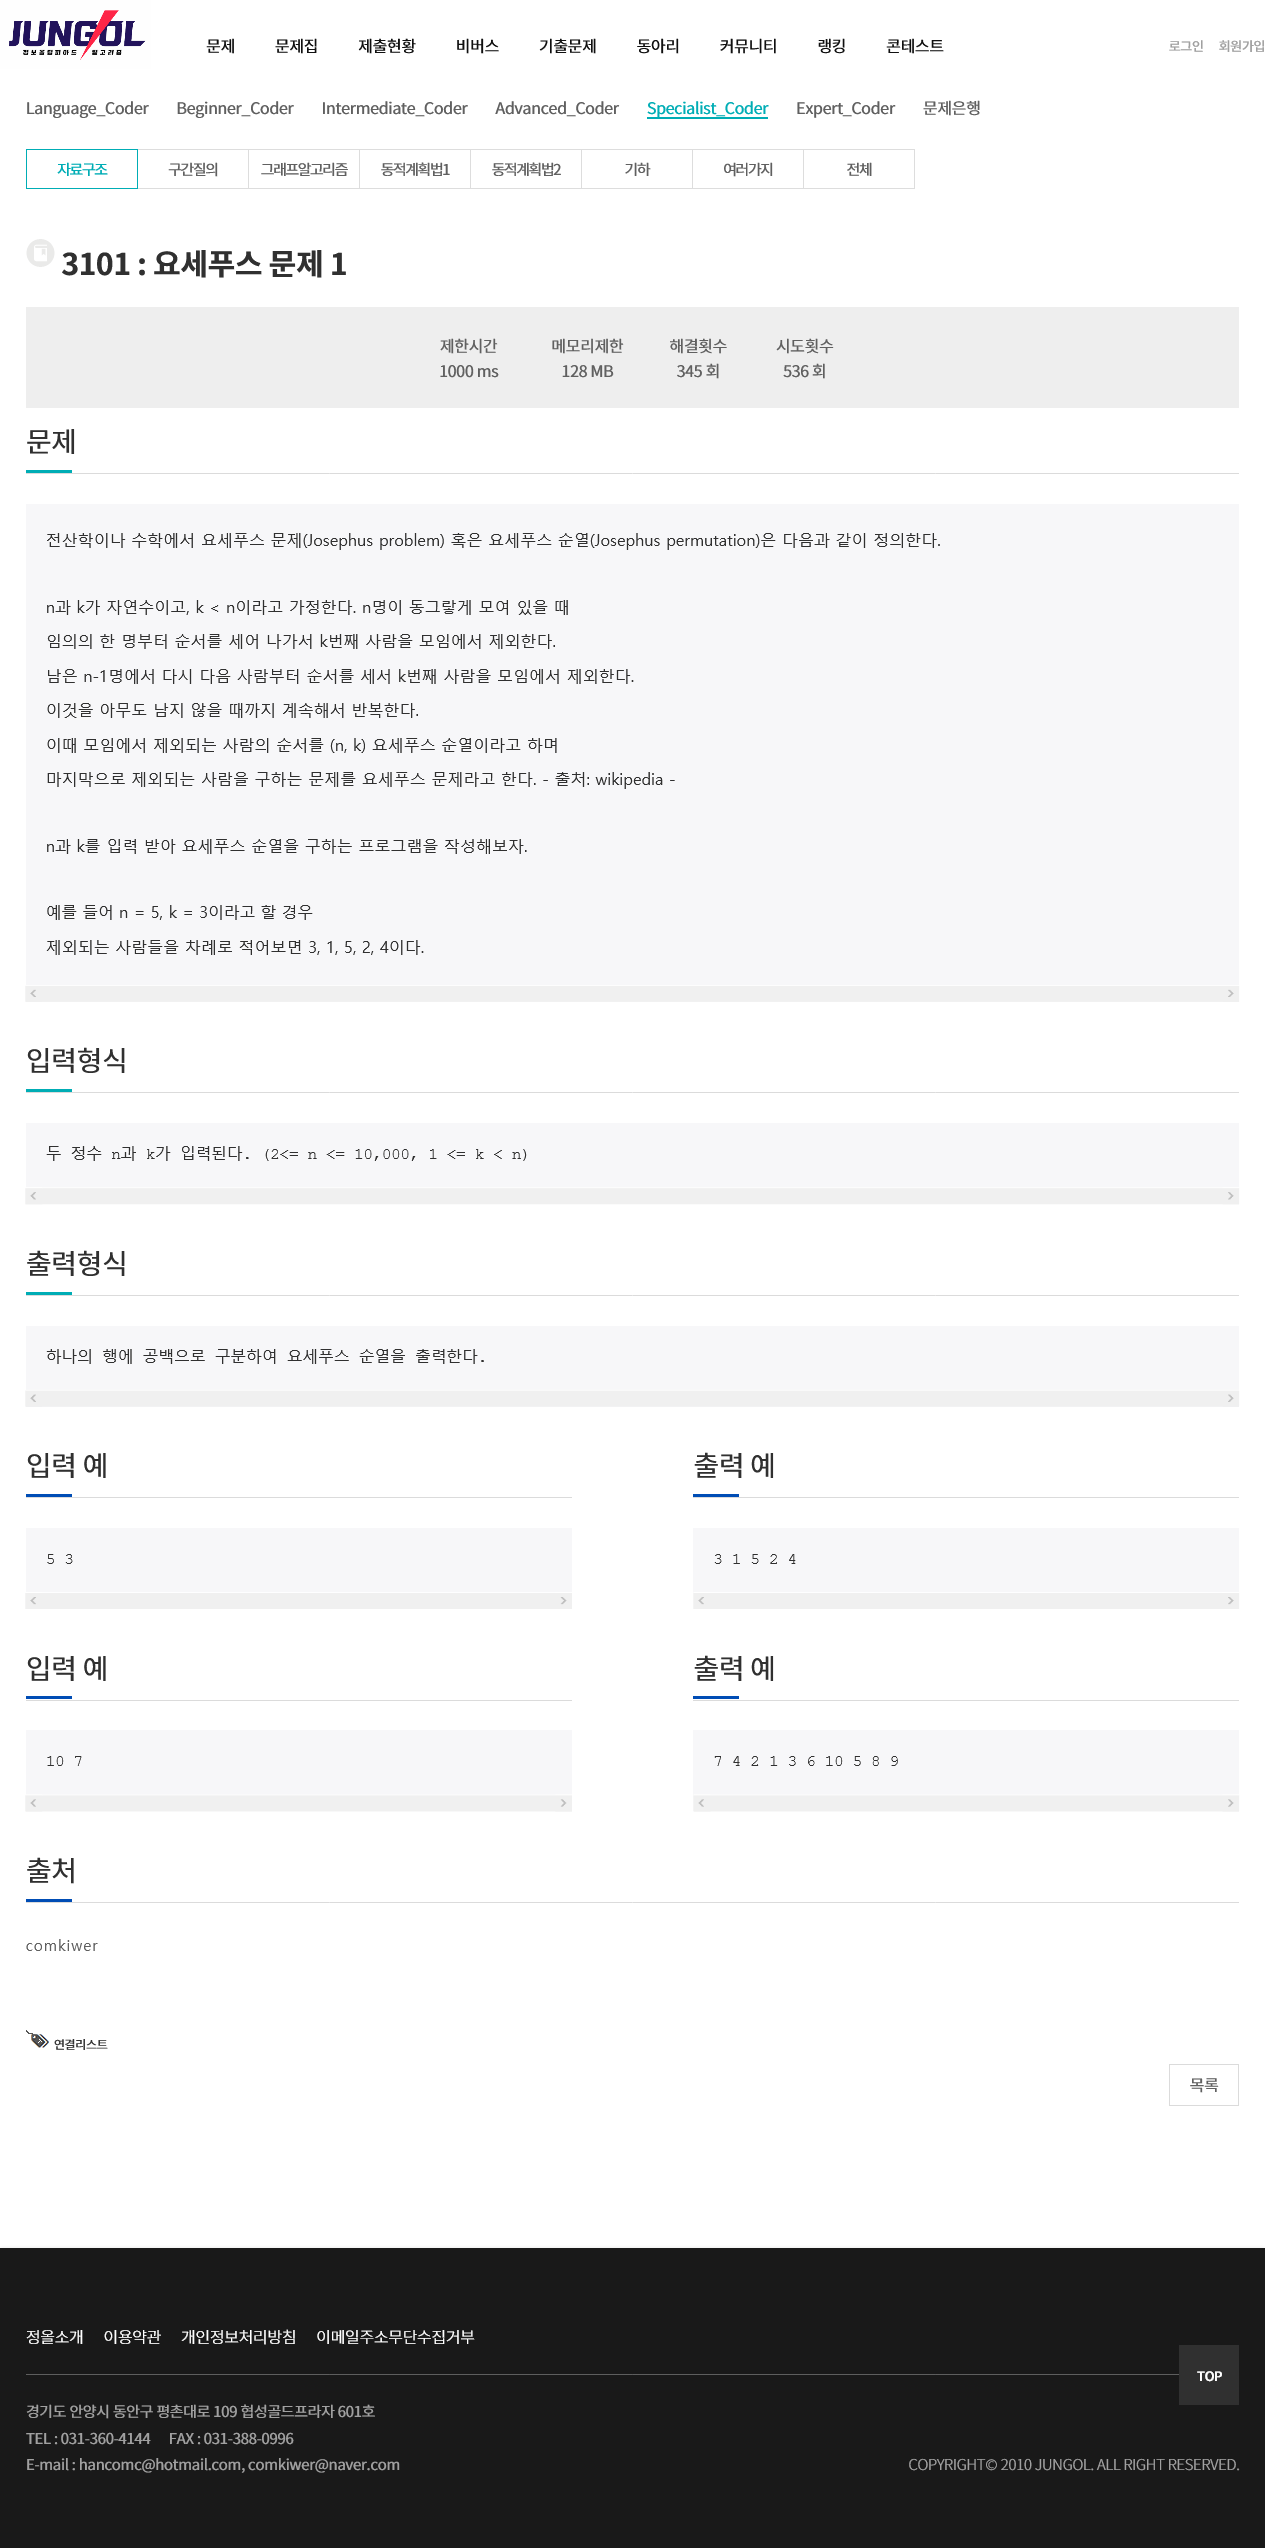 JUNGOL
정보올림피아드 알고리즘
문제 문제집 제출현황 비버스 기출문제 동아리 커뮤니티 랭킹 콘테스트 로그인 회원가입
Language_Coder Beginner_Coder Intermediate_Coder Advanced_Coder Specialist_Coder Expert_Coder 문제은행
자료구조 구간질의 그래프알고리즘 동적계획법1 동적계획법2 기하 여러가지 전체
3101 : 요세푸스 문제 1
제한시간 메모리제한 해결횟수 시도횟수
1000 ms 128 MB 345 회 536 회
문제
전산학이나 수학에서 요세푸스 문제(Josephus problem) 혹은 요세푸스 순열(Josephus permutation)은 다음과 같이 정의한다.
n과 k가 자연수이고, k < n이라고 가정한다. n명이 동그랗게 모여 있을 때
임의의 한 명부터 순서를 세어 나가서 k번째 사람을 모임에서 제외한다.
남은 n-1명에서 다시 다음 사람부터 순서를 세서 k번째 사람을 모임에서 제외한다.
이것을 아무도 남지 않을 때까지 계속해서 반복한다.
이때 모임에서 제외되는 사람의 순서를 (n, k) 요세푸스 순열이라고 하며
마지막으로 제외되는 사람을 구하는 문제를 요세푸스 문제라고 한다. - 출처: wikipedia -
n과 k를 입력 받아 요세푸스 순열을 구하는 프로그램을 작성해보자.
예를 들어 n = 5, k = 3이라고 할 경우
제외되는 사람들을 차례로 적어보면 3, 1, 5, 2, 4이다.
입력형식
두 정수 n과 k가 입력된다. (2<= n <= 10,000, 1 <= k < n)
출력형식
하나의 행에 공백으로 구분하여 요세푸스 순열을 출력한다.
입력 예
5 3
출력 예
3 1 5 2 4
입력 예
10 7
출력 예
7 4 2 1 3 6 10 5 8 9
출처
comkiwer
연결리스트
목록
정올소개 이용약관 개인정보처리방침 이메일주소무단수집거부
TOP
경기도 안양시 동안구 평촌대로 109 협성골드프라자 601호
TEL : 031-360-4144 FAX : 031-388-0996
E-mail : hancomc@hotmail.com, comkiwer@naver.com
COPYRIGHT© 2010 JUNGOL. ALL RIGHT RESERVED.